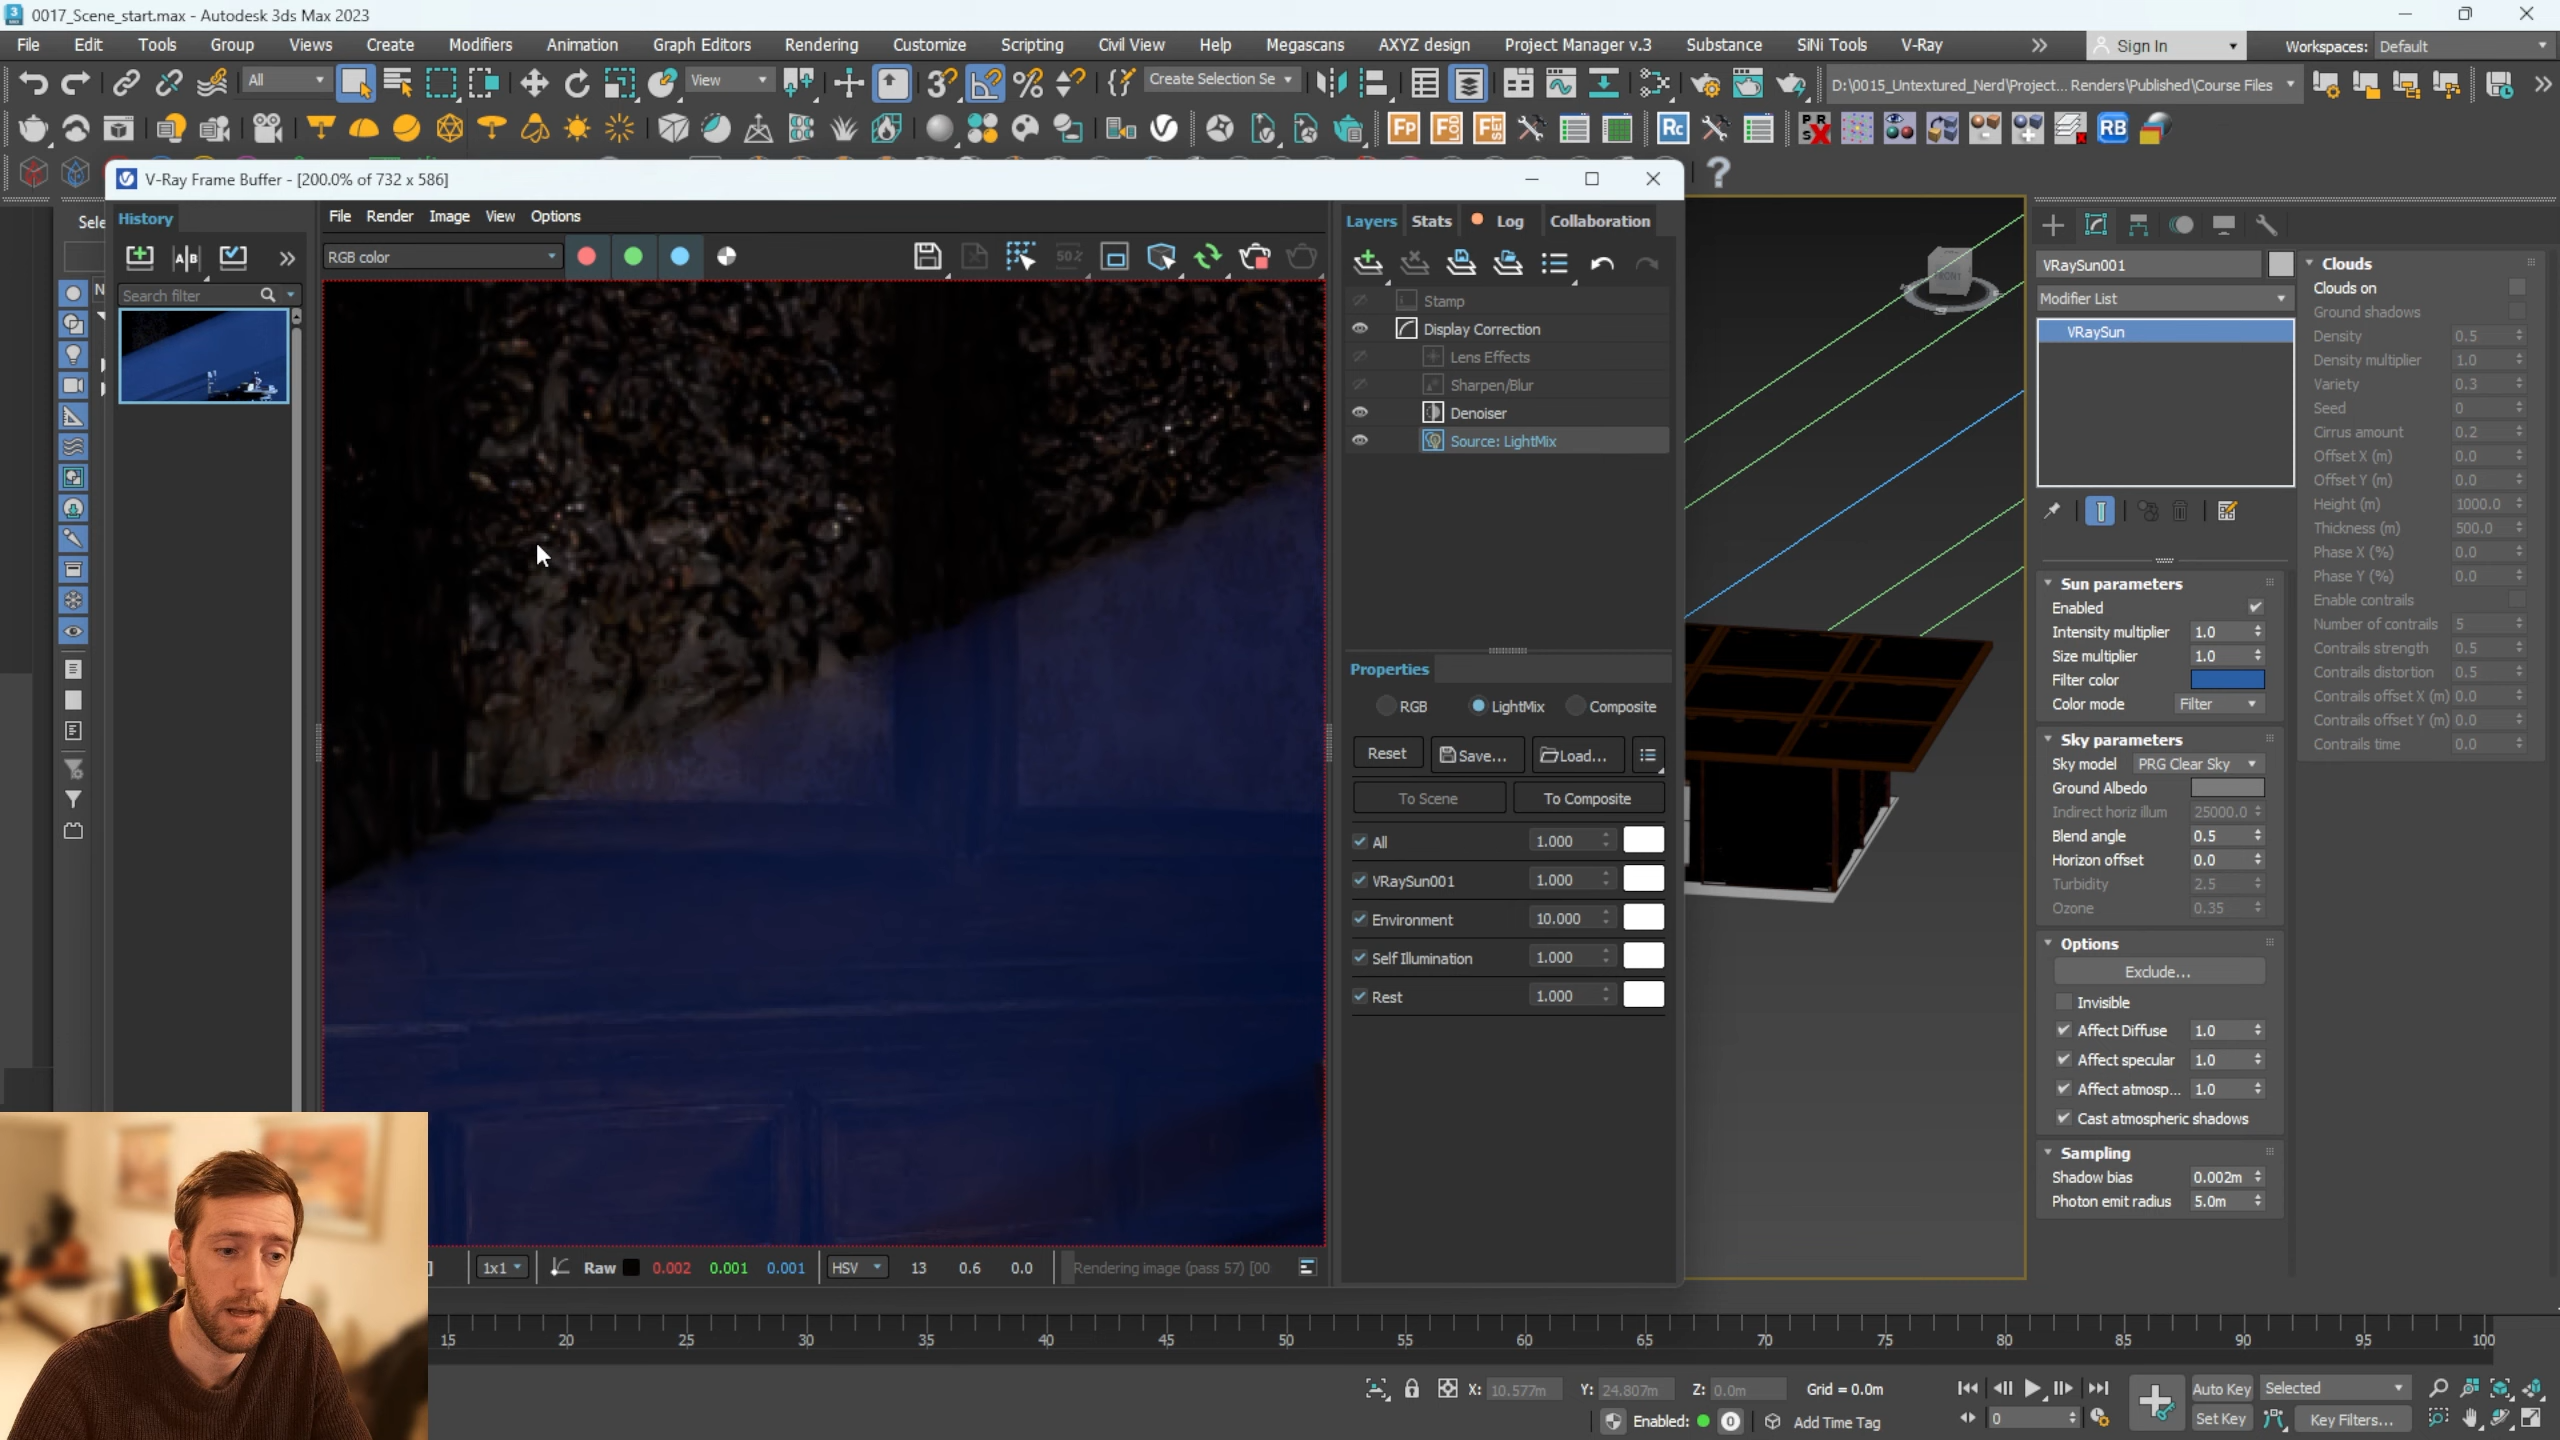 0017_Scene_start.max - Autodesk 3ds Max 2023
File Edit Tools Group Views Create Modifiers Animation Graph Editors Rendering Customize Scripting Civil View Help Megascans AXYZ design Project Manager v.3 Substance SiNi Tools V-Ray Sign In Workspaces: Default
All View Create Selection Se D:\0015_Untextured_Nerd\Project... Renders\Published\Course Files
Fp LOD SET Rc PR X RB
V-Ray Frame Buffer - [200.0% of 732 x 586]
Sele
History
File Render Image View Options
Layers Stats Log Collaboration
RGB color
50%
A|B
Search filter
N
Stamp
Display Correction
Lens Effects
Sharpen/Blur
Denoiser
Source: LightMix
Properties
RGB LightMix Composite
Reset Save... Load...
To Scene To Composite
All 1.000
VRaySun001 1.000
Environment 10.000
Self Illumination 1.000
Rest 1.000
1x1 Raw 0.002 0.001 0.001 HSV 13 0.6 0.0 Rendering image (pass 57) [00
VRaySun001
Modifier List
VRaySun
Sun parameters
Enabled
Intensity multiplier 1.0
Size multiplier 1.0
Filter color
Color mode Filter
Sky parameters
Sky model PRG Clear Sky
Ground Albedo
Indirect horiz illum 25000.0
Blend angle 0.5
Horizon offset 0.0
Turbidity 2.5
Ozone 0.35
Options
Exclude...
Invisible
Affect Diffuse 1.0
Affect specular 1.0
Affect atmosp... 1.0
Cast atmospheric shadows
Sampling
Shadow bias 0.002m
Photon emit radius 5.0m
Clouds
Clouds on
Ground shadows
Density 0.5
Density multiplier 1.0
Variety 0.3
Seed 0
Cirrus amount 0.2
Offset X (m) 0.0
Offset Y (m) 0.0
Height (m) 1000.0
Thickness (m) 500.0
Phase X (%) 0.0
Phase Y (%) 0.0
Enable contrails
Number of contrails 5
Contrails strength 0.5
Contrails distortion 0.5
Contrails offset X (m) 0.0
Contrails offset Y (m) 0.0
Contrails time 0.0
15 20 25 30 35 40 45 50 55 60 65 70 75 80 85 90 95 100
X: 10.577m Y: 24.807m Z: 0.0m Grid = 0.0m
Auto Key Selected
Enabled: 0 Add Time Tag
0
Set Key Key Filters...